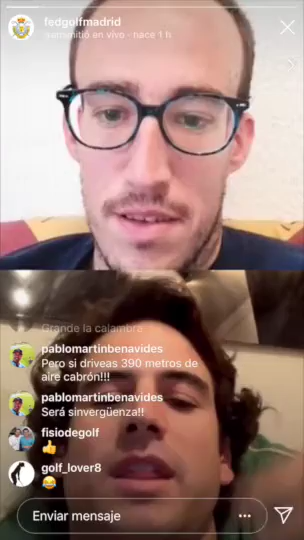 fedgolfmadrid
transmitió en vivo · hace 1 h
Grande la calambra
pablomartinbenavides
Pero si driveas 390 metros de
aire cabrón!!!
pablomartinbenavides
Será sinvergüenza!!
fisiodegolf
👍
golf_lover8
😂
Enviar mensaje